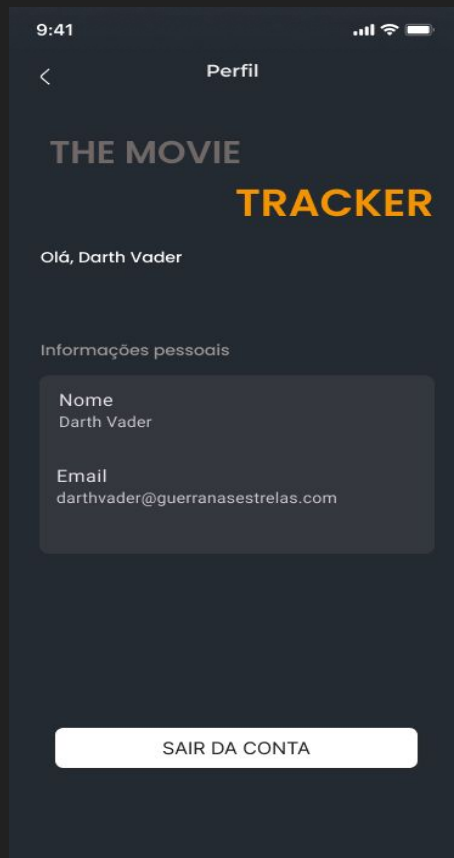 9:41
Perfil
THE MOVIE
TRACKER
Olá, Darth Vader
Informações pessoais
Nome
Darth Vader
Email
darthvader@guerranasestrelas.com
SAIR DA CONTA